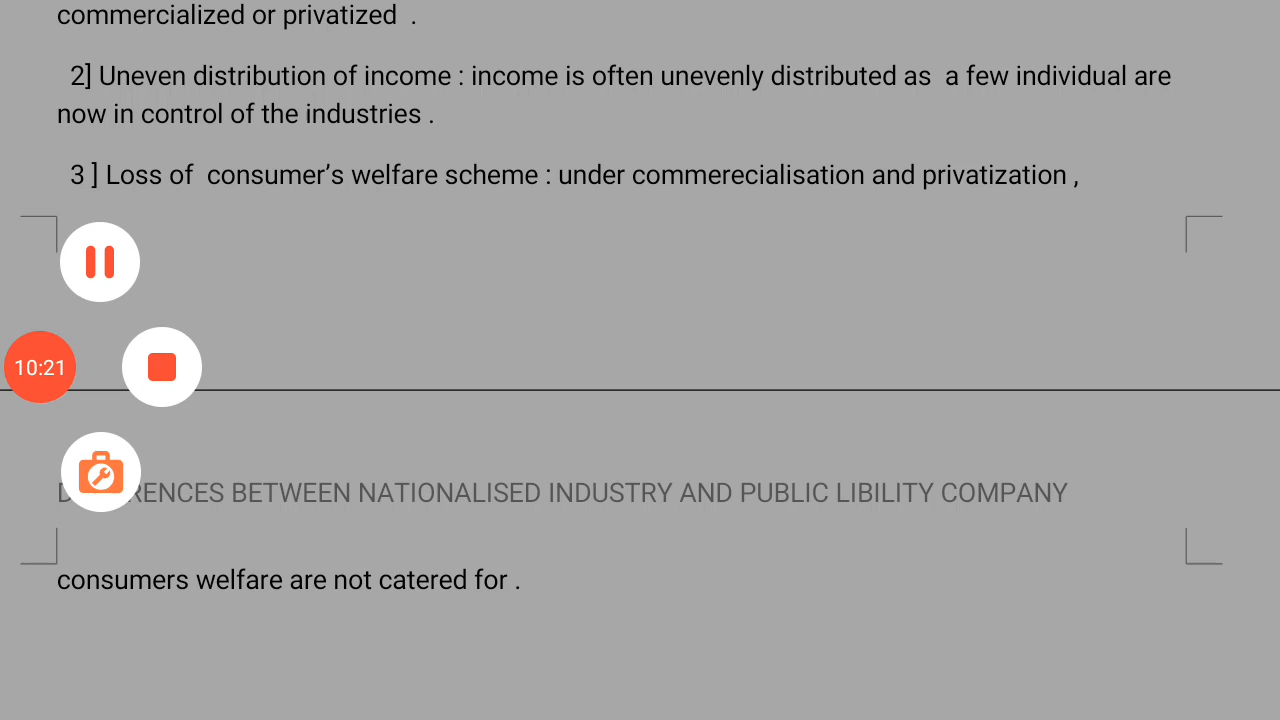 commercialized or privatized .
2] Uneven distribution of income : income is often unevenly distributed as a few individual are
now in control of the industries .
3 ] Loss of consumer’s welfare scheme : under commerecialisation and privatization ,
10:21
BETWEEN NATIONALISED INDUSTRY AND PUBLIC LIBILITY COMPANY
consumers welfare are not catered for .